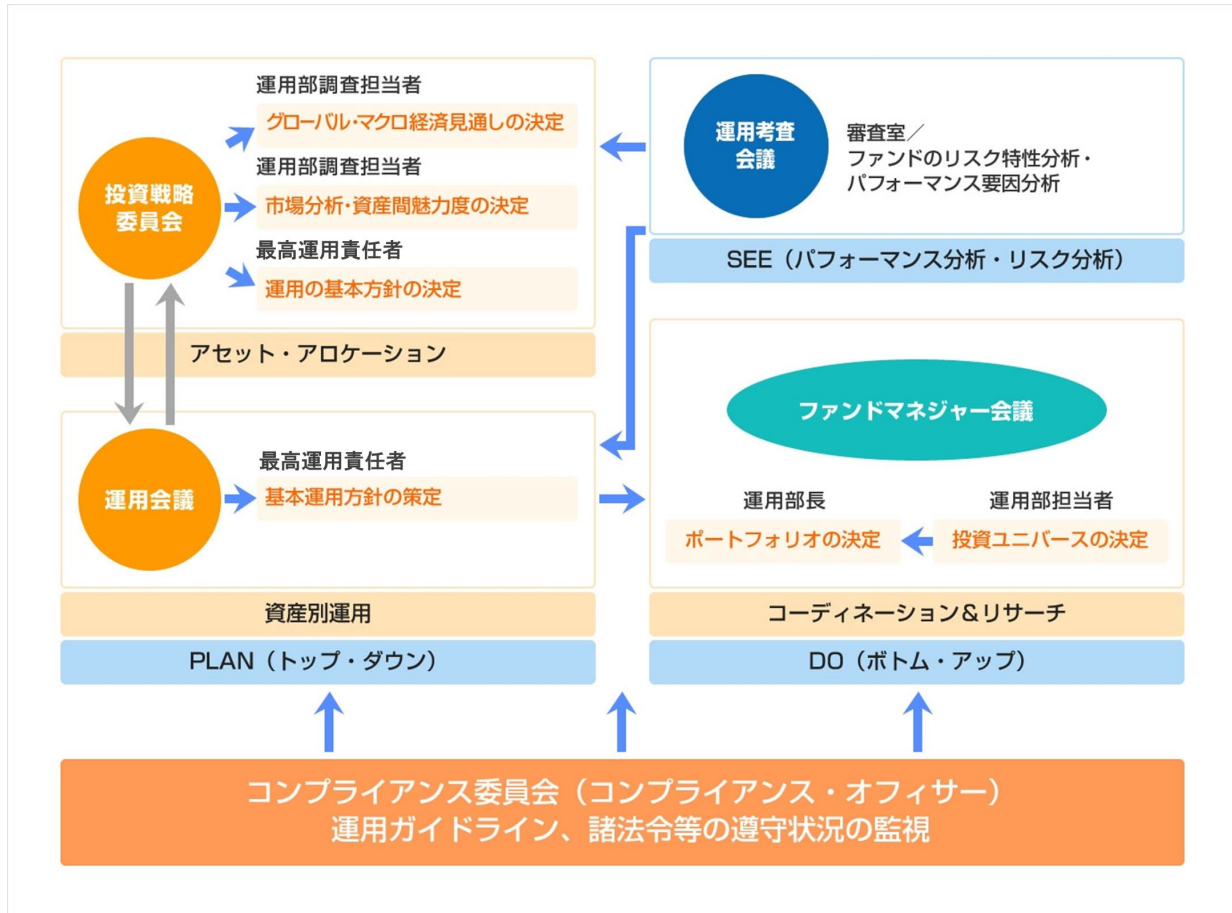 運用部調査担当者
グローバル・マクロ経済見通しの決定
投資戦略
委員会
運用部調査担当者
市場分析・資産間魅力度の決定
最高運用責任者
運用の基本方針の決定
アセット・アロケーション
運用考査
会議
審査室／
ファンドのリスク特性分析・
パフォーマンス要因分析
SEE（パフォーマンス分析・リスク分析）
運用会議
最高運用責任者
基本運用方針の策定
資産別運用
PLAN（トップ・ダウン）
ファンドマネジャー会議
運用部長
ポートフォリオの決定
運用部担当者
投資ユニバースの決定
コーディネーション＆リサーチ
DO（ボトム・アップ）
コンプライアンス委員会（コンプライアンス・オフィサー）
運用ガイドライン、諸法令等の遵守状況の監視